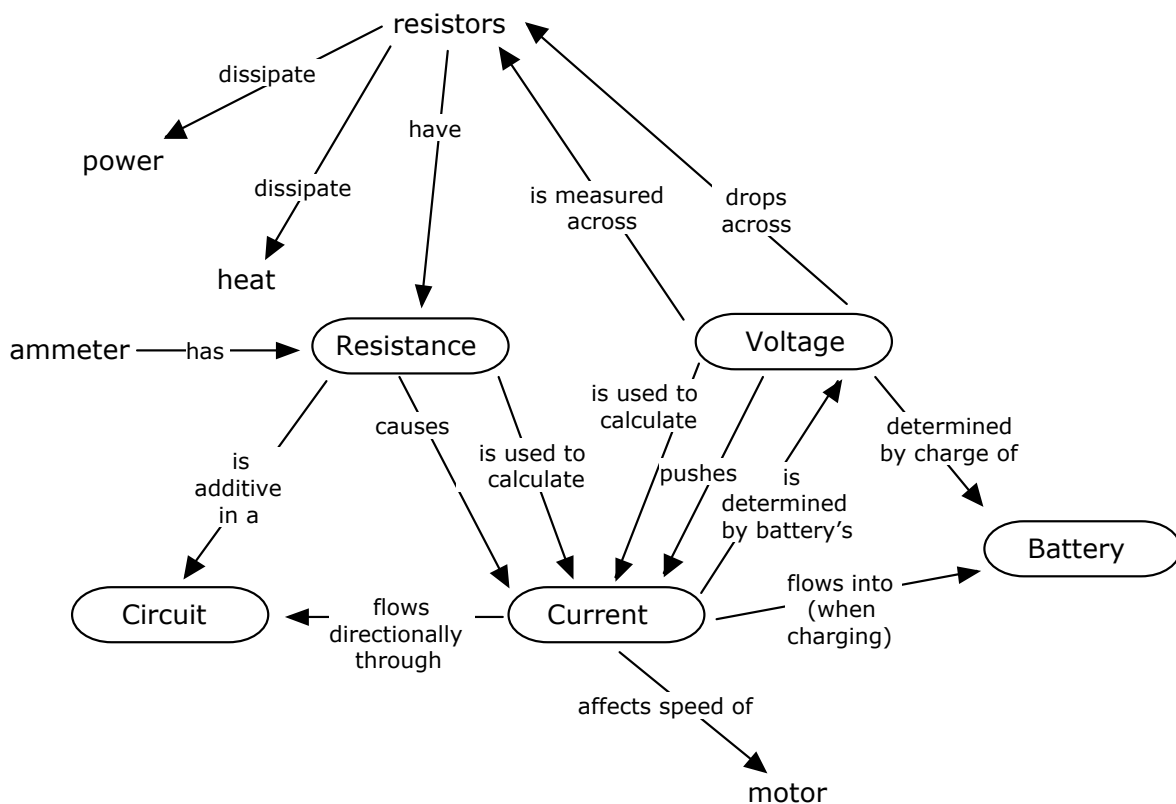 resistors
dissipate
power
have
dissipate
heat
is measured
across
drops
across
ammeter
has
Resistance
Voltage
causes
is used to
calculate
is used to
calculate
pushes
is
determined
by battery’s
determined
by charge of
is
additive
in a
Battery
Circuit
flows
directionally
through
Current
flows into
(when
charging)
affects speed of
motor